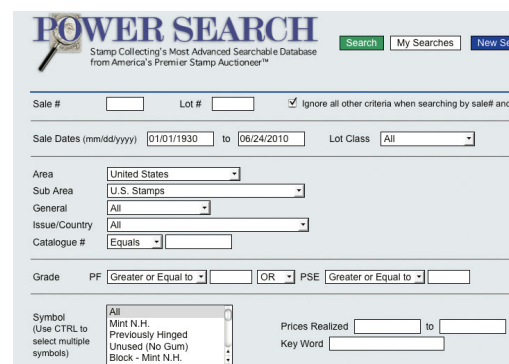 POWER SEARCH
Stamp Collecting's Most Advanced Searchable Database
from America's Premier Stamp Auctioneer™
Search My Searches New
Sale # Lot # Ignore all other criteria when searching by sale#
Sale Dates (mm/dd/yyyy) 01/01/1930 to 06/24/2010 Lot Class All
Area United States
Sub Area U.S. Stamps
General All
Issue/Country All
Catalogue # Equals
Grade PF Greater or Equal to OR PSE Greater or Equal to
Symbol
(Use CTRL to
select multiple
symbols)
All
Mint N.H.
Previously Hinged
Unused (No Gum)
Block - Mint N.H.
Prices Realized to
Key Word